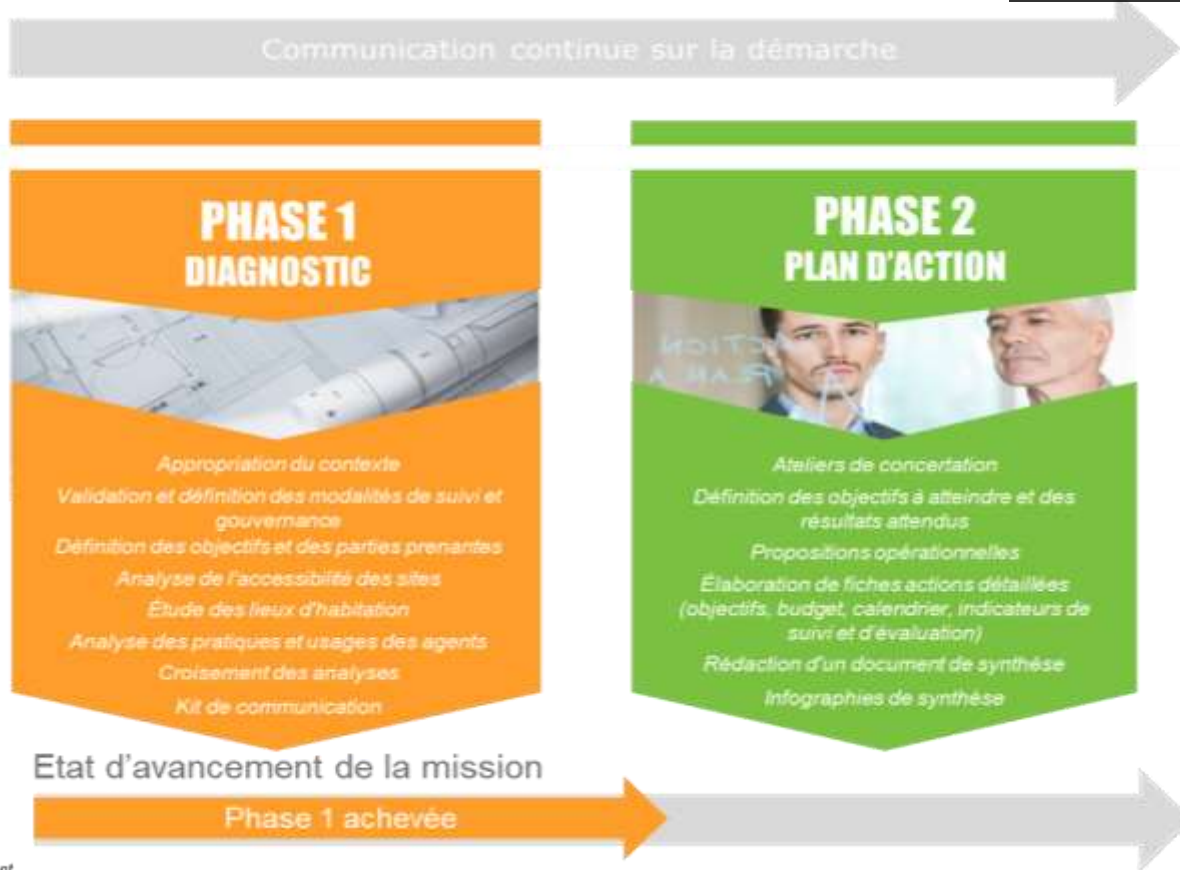 Communication continue sur la démarche
PHASE 1
DIAGNOSTIC
Appropriation du contexte
Validation et définition des modalités de suivi et
gouvernance
Définition des objectifs et des parties prenantes
Analyse de l'accessibilité des sites
Étude des lieux d'habitation
Analyse des pratiques et usages des agents
Croisement des analyses
Kit de communication
PHASE 2
PLAN D'ACTION
ACTION
PLAN A
Ateliers de concertation
Définition des objectifs à atteindre et des
résultats attendus
Propositions opérationnelles
Élaboration de fiches actions détaillées
(objectifs, budget, calendrier, indicateurs de
suivi et d'évaluation)
Rédaction d'un document de synthèse
Infographies de synthèse
Etat d'avancement de la mission
Phase 1 achevée